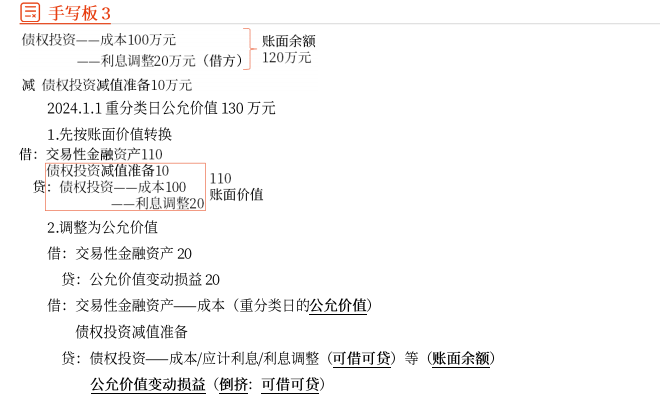 手写板 3
债权投资——成本100万元
——利息调整20万元（借方）
账面余额
120万元
减 债权投资减值准备10万元
2024.1.1 重分类日公允价值 130 万元
1.先按账面价值转换
借：交易性金融资产110
债权投资减值准备10
贷：债权投资——成本100
——利息调整20
110
账面价值
2.调整为公允价值
借：交易性金融资产 20
贷：公允价值变动损益 20
借：交易性金融资产——成本（重分类日的公允价值）
债权投资减值准备
贷：债权投资——成本/应计利息/利息调整（可借可贷）等（账面余额）
公允价值变动损益（倒挤：可借可贷）